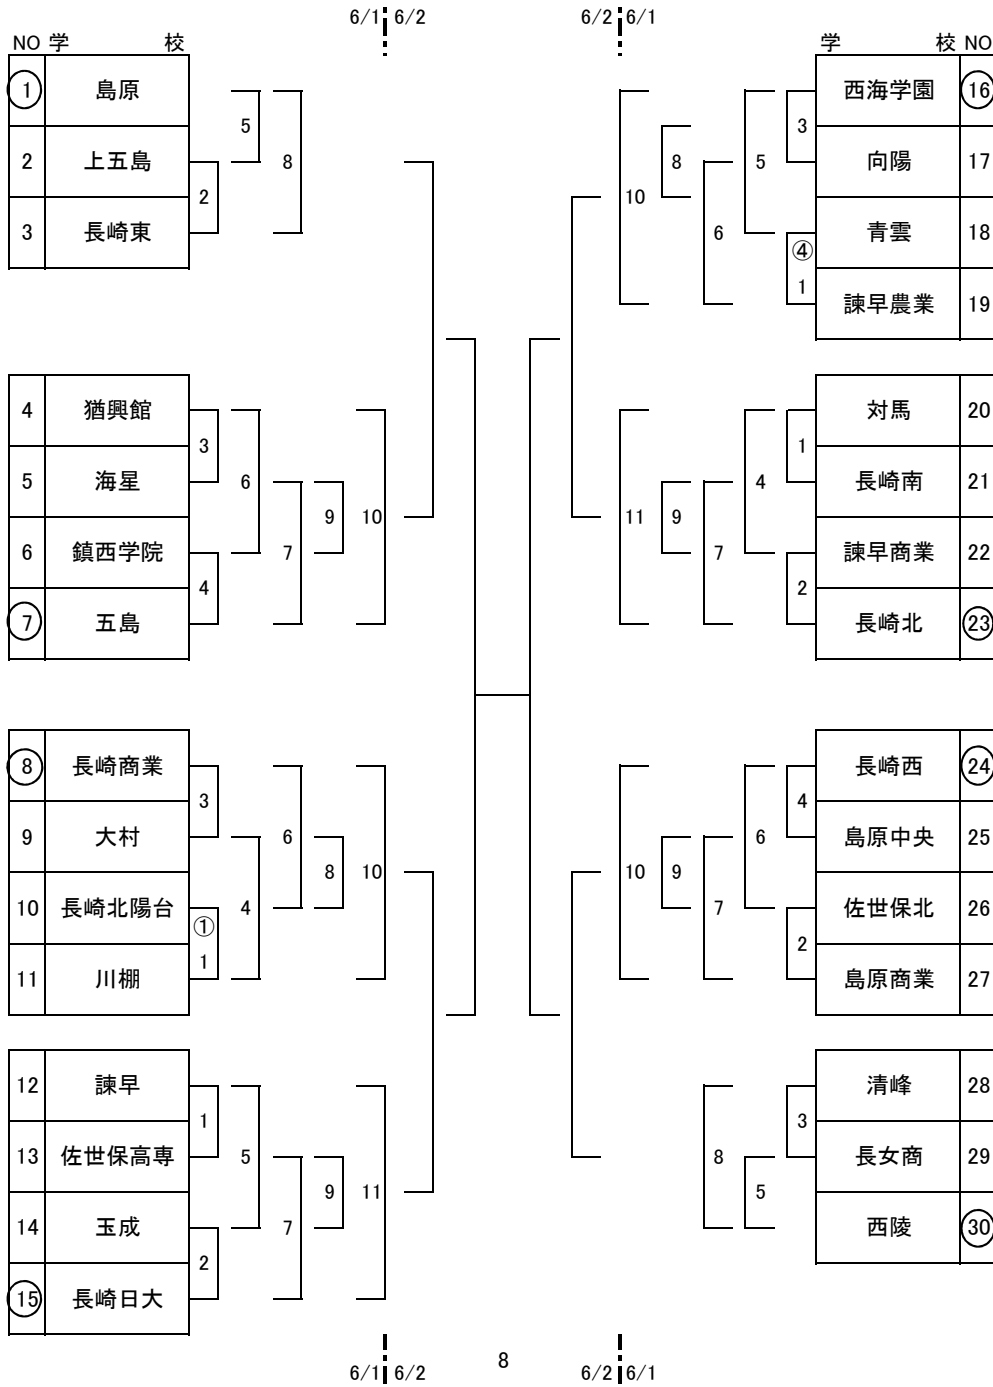 6/1 6/2
6/2 6/1
NO 学 校
学 校 NO
1 島原
5
2 上五島
8
2
3 長崎東
西海学園 16
3
向陽 17
8
5
10
青雲 18
6
④
1
諫早農業 19
4 猶興館
3
5 海星
6
9
10
6 鎮西学院
7
4
7 五島
対馬 20
1
長崎南 21
4
11
9
諫早商業 22
7
2
長崎北 23
8 長崎商業
3
9 大村
6
8
10
10 長崎北陽台
4
①
1
11 川棚
長崎西 24
4
島原中央 25
6
10
9
佐世保北 26
7
2
島原商業 27
12 諫早
1
13 佐世保高専
5
9
11
14 玉成
7
2
15 長崎日大
清峰 28
3
長女商 29
8
5
西陵 30
6/1 6/2
8
6/2 6/1